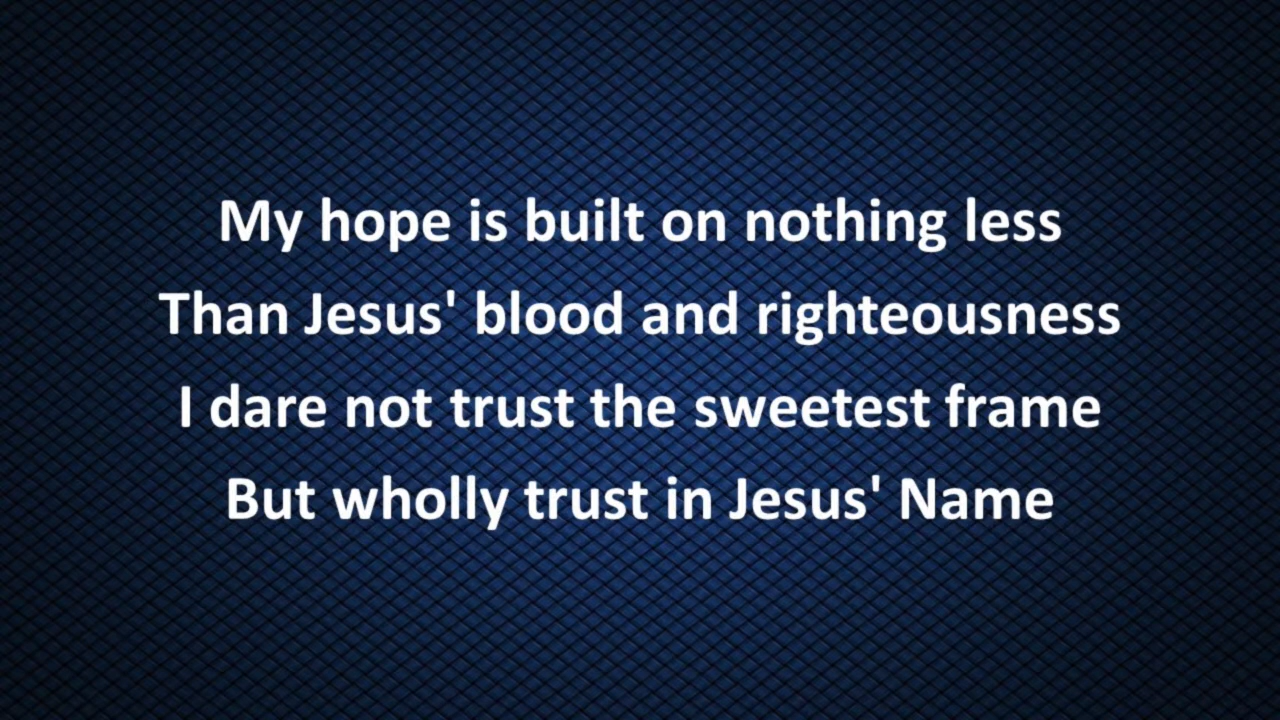 My hope is built on nothing less
Than Jesus' blood and righteousness
I dare not trust the sweetest frame
But wholly trust in Jesus' Name